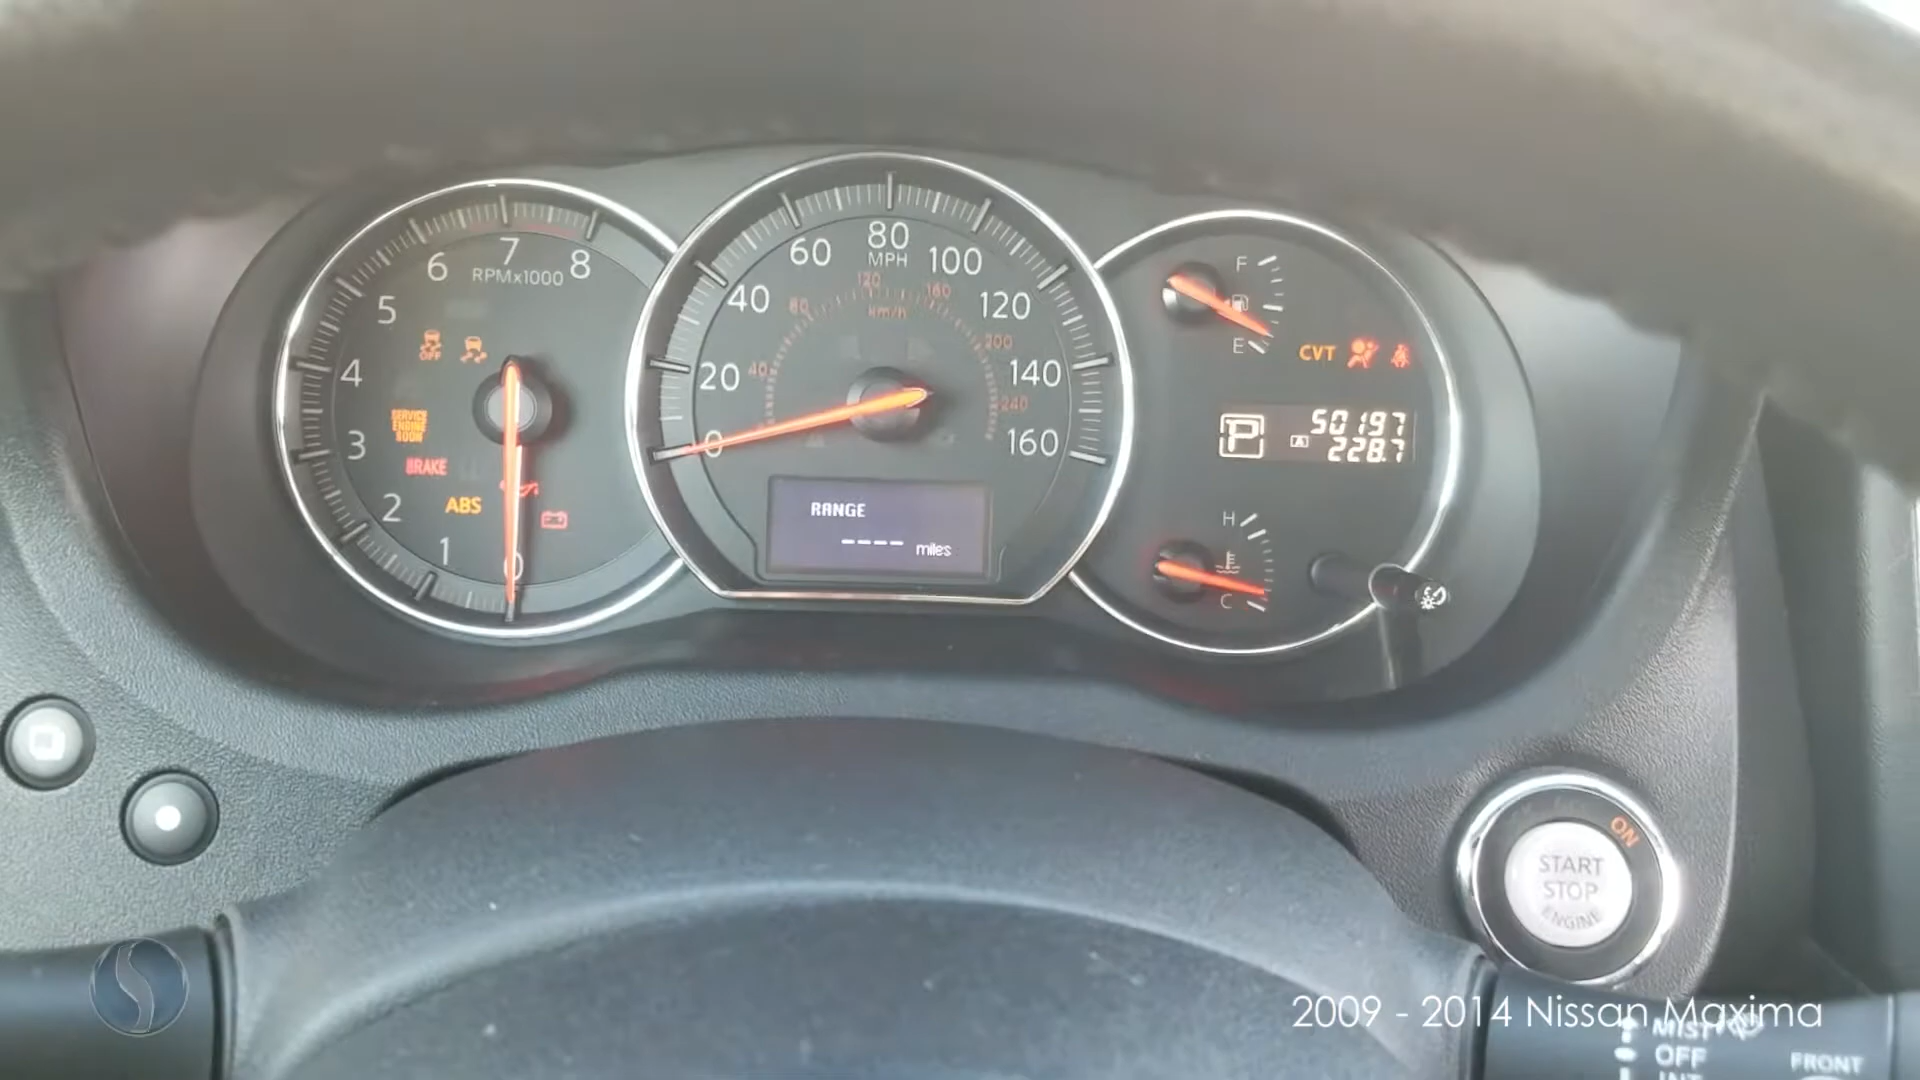 7
6
8
RPMx1000
5
4
3
2
1
0
OFF
SERVICE
ENGINE
SOON
BRAKE
ABS
80
MPH
60
100
40
120
20
140
0
160
120
80
160
km/h
200
40
240
RANGE
---- miles
F
E
CVT
P
50197
A 228.7
H
C
ON
START
STOP
ENGINE
2009 - 2014 Nissan Maxima
MIST
OFF
FRONT
INT